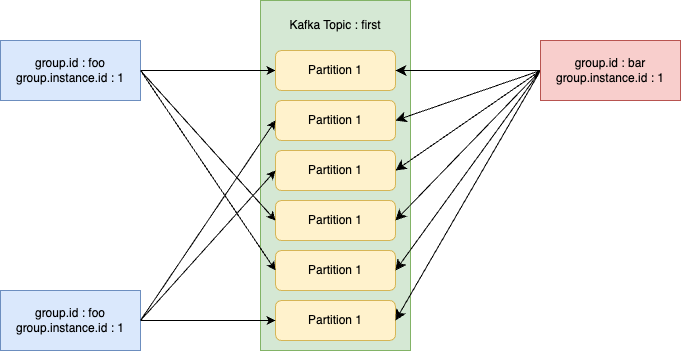 Kafka Topic : first
group.id : foo
group.instance.id : 1
Partition 1
group.id : bar
group.instance.id : 1
Partition 1
Partition 1
Partition 1
Partition 1
group.id : foo
group.instance.id : 1
Partition 1